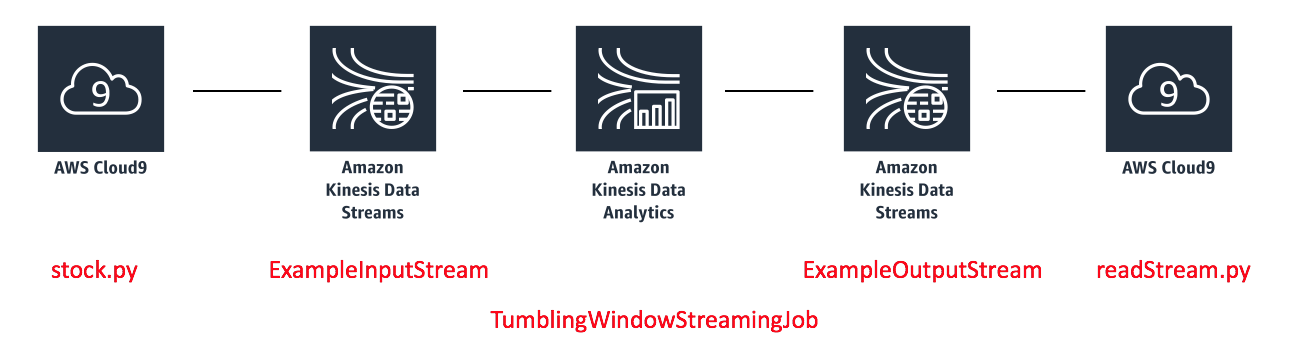 9
9
AWS Cloud9
Amazon
Kinesis Data
Streams
Amazon
Kinesis Data
Analytics
Amazon
Kinesis Data
Streams
AWS Cloud9
stock.py
ExampleInputStream
ExampleOutputStream
readStream.py
TumblingWindowStreamingJob